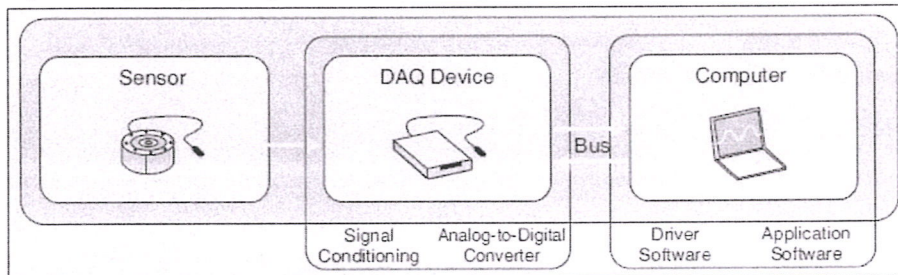 Sensor
DAQ Device
Computer
Bus
Signal
Conditioning
Analog-to-Digital
Converter
Driver
Software
Application
Software